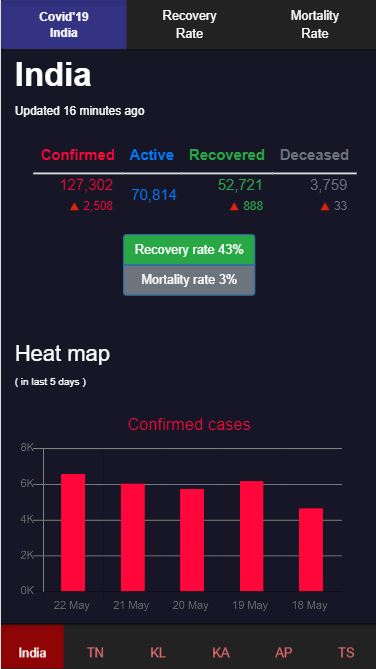 Covid'19 India
Recovery Rate
Mortality Rate
India
Updated 16 minutes ago
Confirmed Active Recovered Deceased
127,302 70,814 52,721 3,759
▲ 2,508 ▲ 888 ▲ 33
Recovery rate 43%
Mortality rate 3%
Heat map
( in last 5 days )
Confirmed cases
8K
6K
4K
2K
0K
22 May 21 May 20 May 19 May 18 May
India TN KL KA AP TS